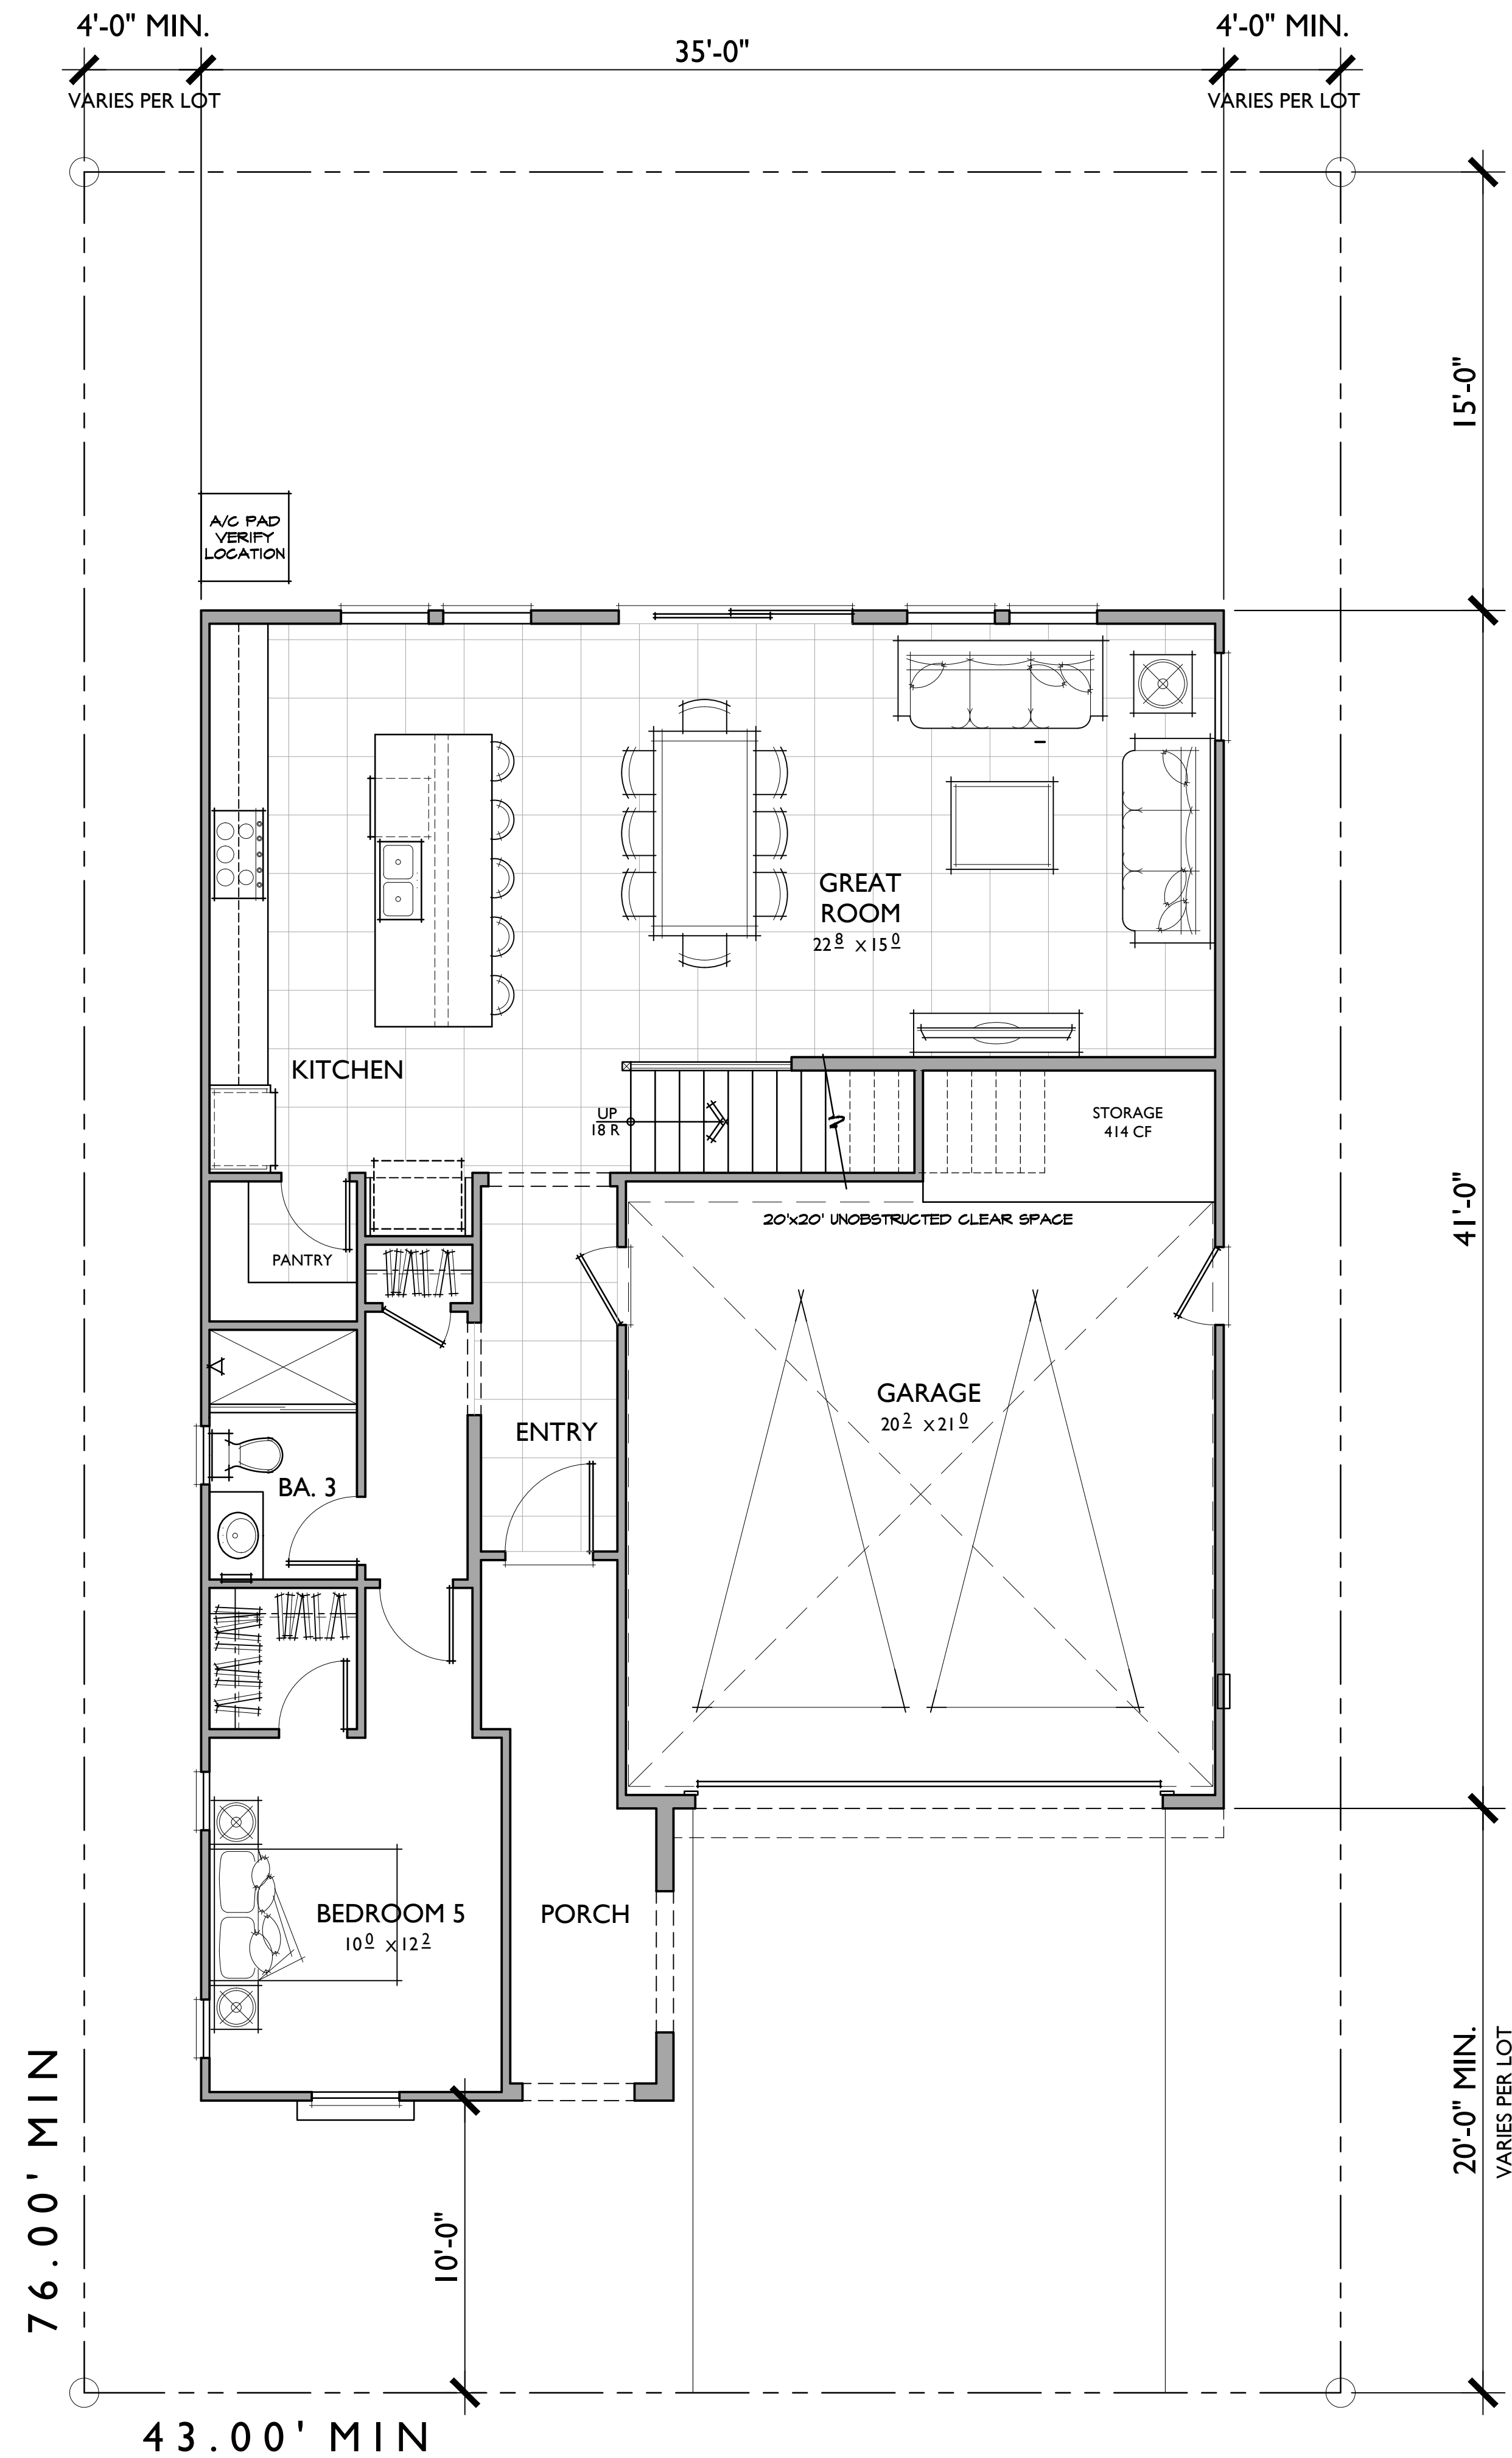 4'-0" MIN.
35'-0"
4'-0" MIN.
VARIES PER LOT
VARIES PER LOT
15'-0"
A/C PAD
VERIFY
LOCATION
GREAT
ROOM
22 8 X 15 0
KITCHEN
UP
18 R
STORAGE
414 CF
20'x20' UNOBSTRUCTED CLEAR SPACE
41'-0"
PANTRY
GARAGE
20 2 X 21 0
ENTRY
BA. 3
BEDROOM 5
10 0 X 12 2
PORCH
20'-0" MIN.
VARIES PER LOT
76.00' MIN
10'-0"
43.00' MIN